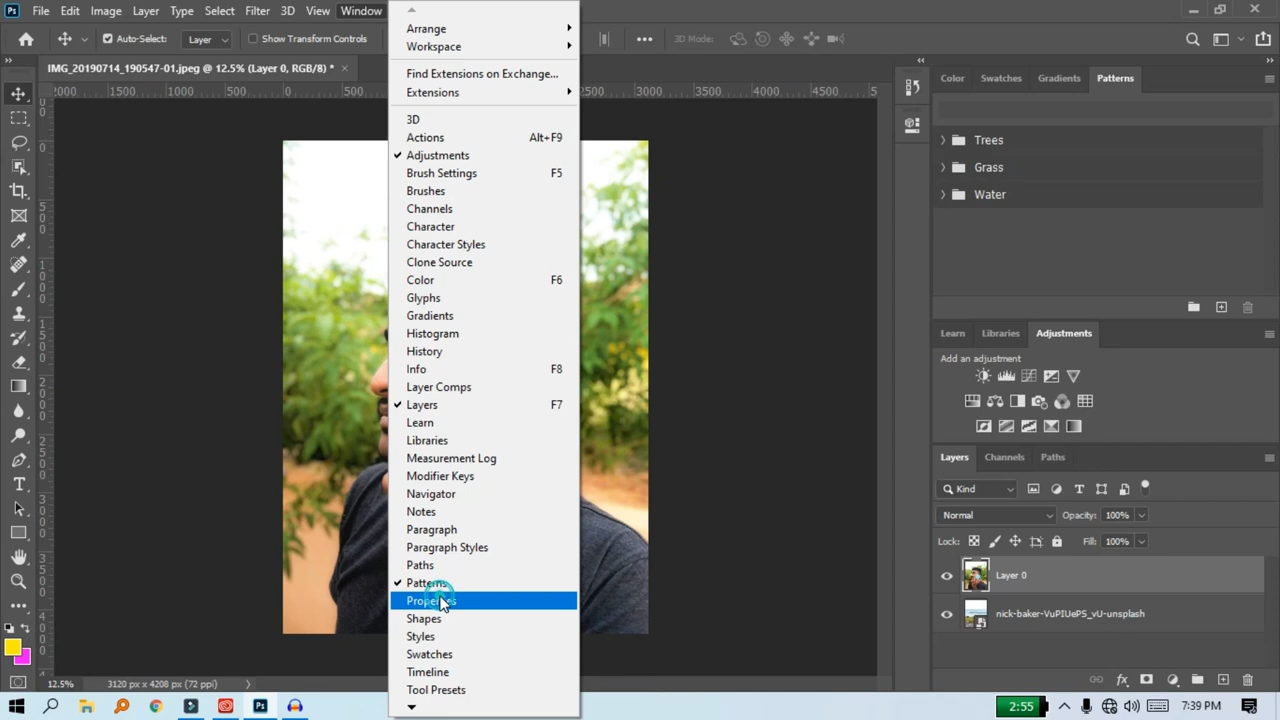 Ps File Edit Image Layer Type Select Filter 3D View Window
Auto-Select: Layer Show Transform Controls 3D Mode:
IMG_20190714_190547-01.jpeg @ 12.5% (Layer 0, RGB/8) *
Arrange
Workspace
Find Extensions on Exchange...
Extensions
3D
Actions Alt+F9
Adjustments
Brush Settings F5
Brushes
Channels
Character
Character Styles
Clone Source
Color F6
Glyphs
Gradients
Histogram
History
Info F8
Layer Comps
Layers F7
Learn
Libraries
Measurement Log
Modifier Keys
Navigator
Notes
Paragraph
Paragraph Styles
Paths
Patterns
Shapes
Styles
Swatches
Timeline
Tool Presets
Color Swatches Gradients Patterns
Trees
Grass
Water
Learn Libraries Adjustments
Add an adjustment
Layers Channels Paths
Kind
Normal Opacity: 100%
Lock: Fill: 100%
Layer 0
nick-baker-VuPIUePS_vU-unsplash
12.5% 3120 px x 4208 px (72 ppi)
2:55 7:39 PM